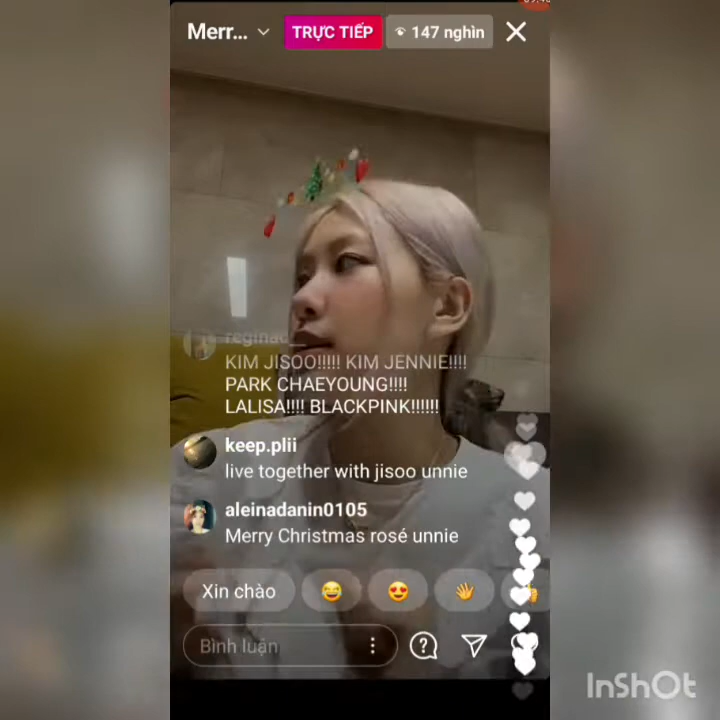 Merr...
TRỰC TIẾP
147 nghìn
KIM JISOO!!!!! KIM JENNIE!!!!
PARK CHAEYOUNG!!!!
LALISA!!!! BLACKPINK!!!!!!
keep.plii
live together with jisoo unnie
aleinadanin0105
Merry Christmas rosé unnie
Xin chào
Bình luận
InShOt